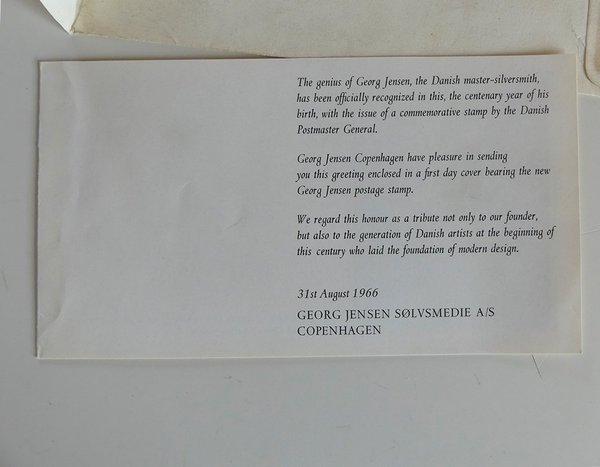 The genius of Georg Jensen, the Danish master-silversmith,
has been officially recognized in this, the centenary year of his
birth, with the issue of a commemorative stamp by the Danish
Postmaster General.
Georg Jensen Copenhagen have pleasure in sending
you this greeting enclosed in a first day cover bearing the new
Georg Jensen postage stamp.
We regard this honour as a tribute not only to our founder,
but also to the generation of Danish artists at the beginning of
this century who laid the foundation of modern design.
31st August 1966
GEORG JENSEN SØLVSMEDIE A/S
COPENHAGEN